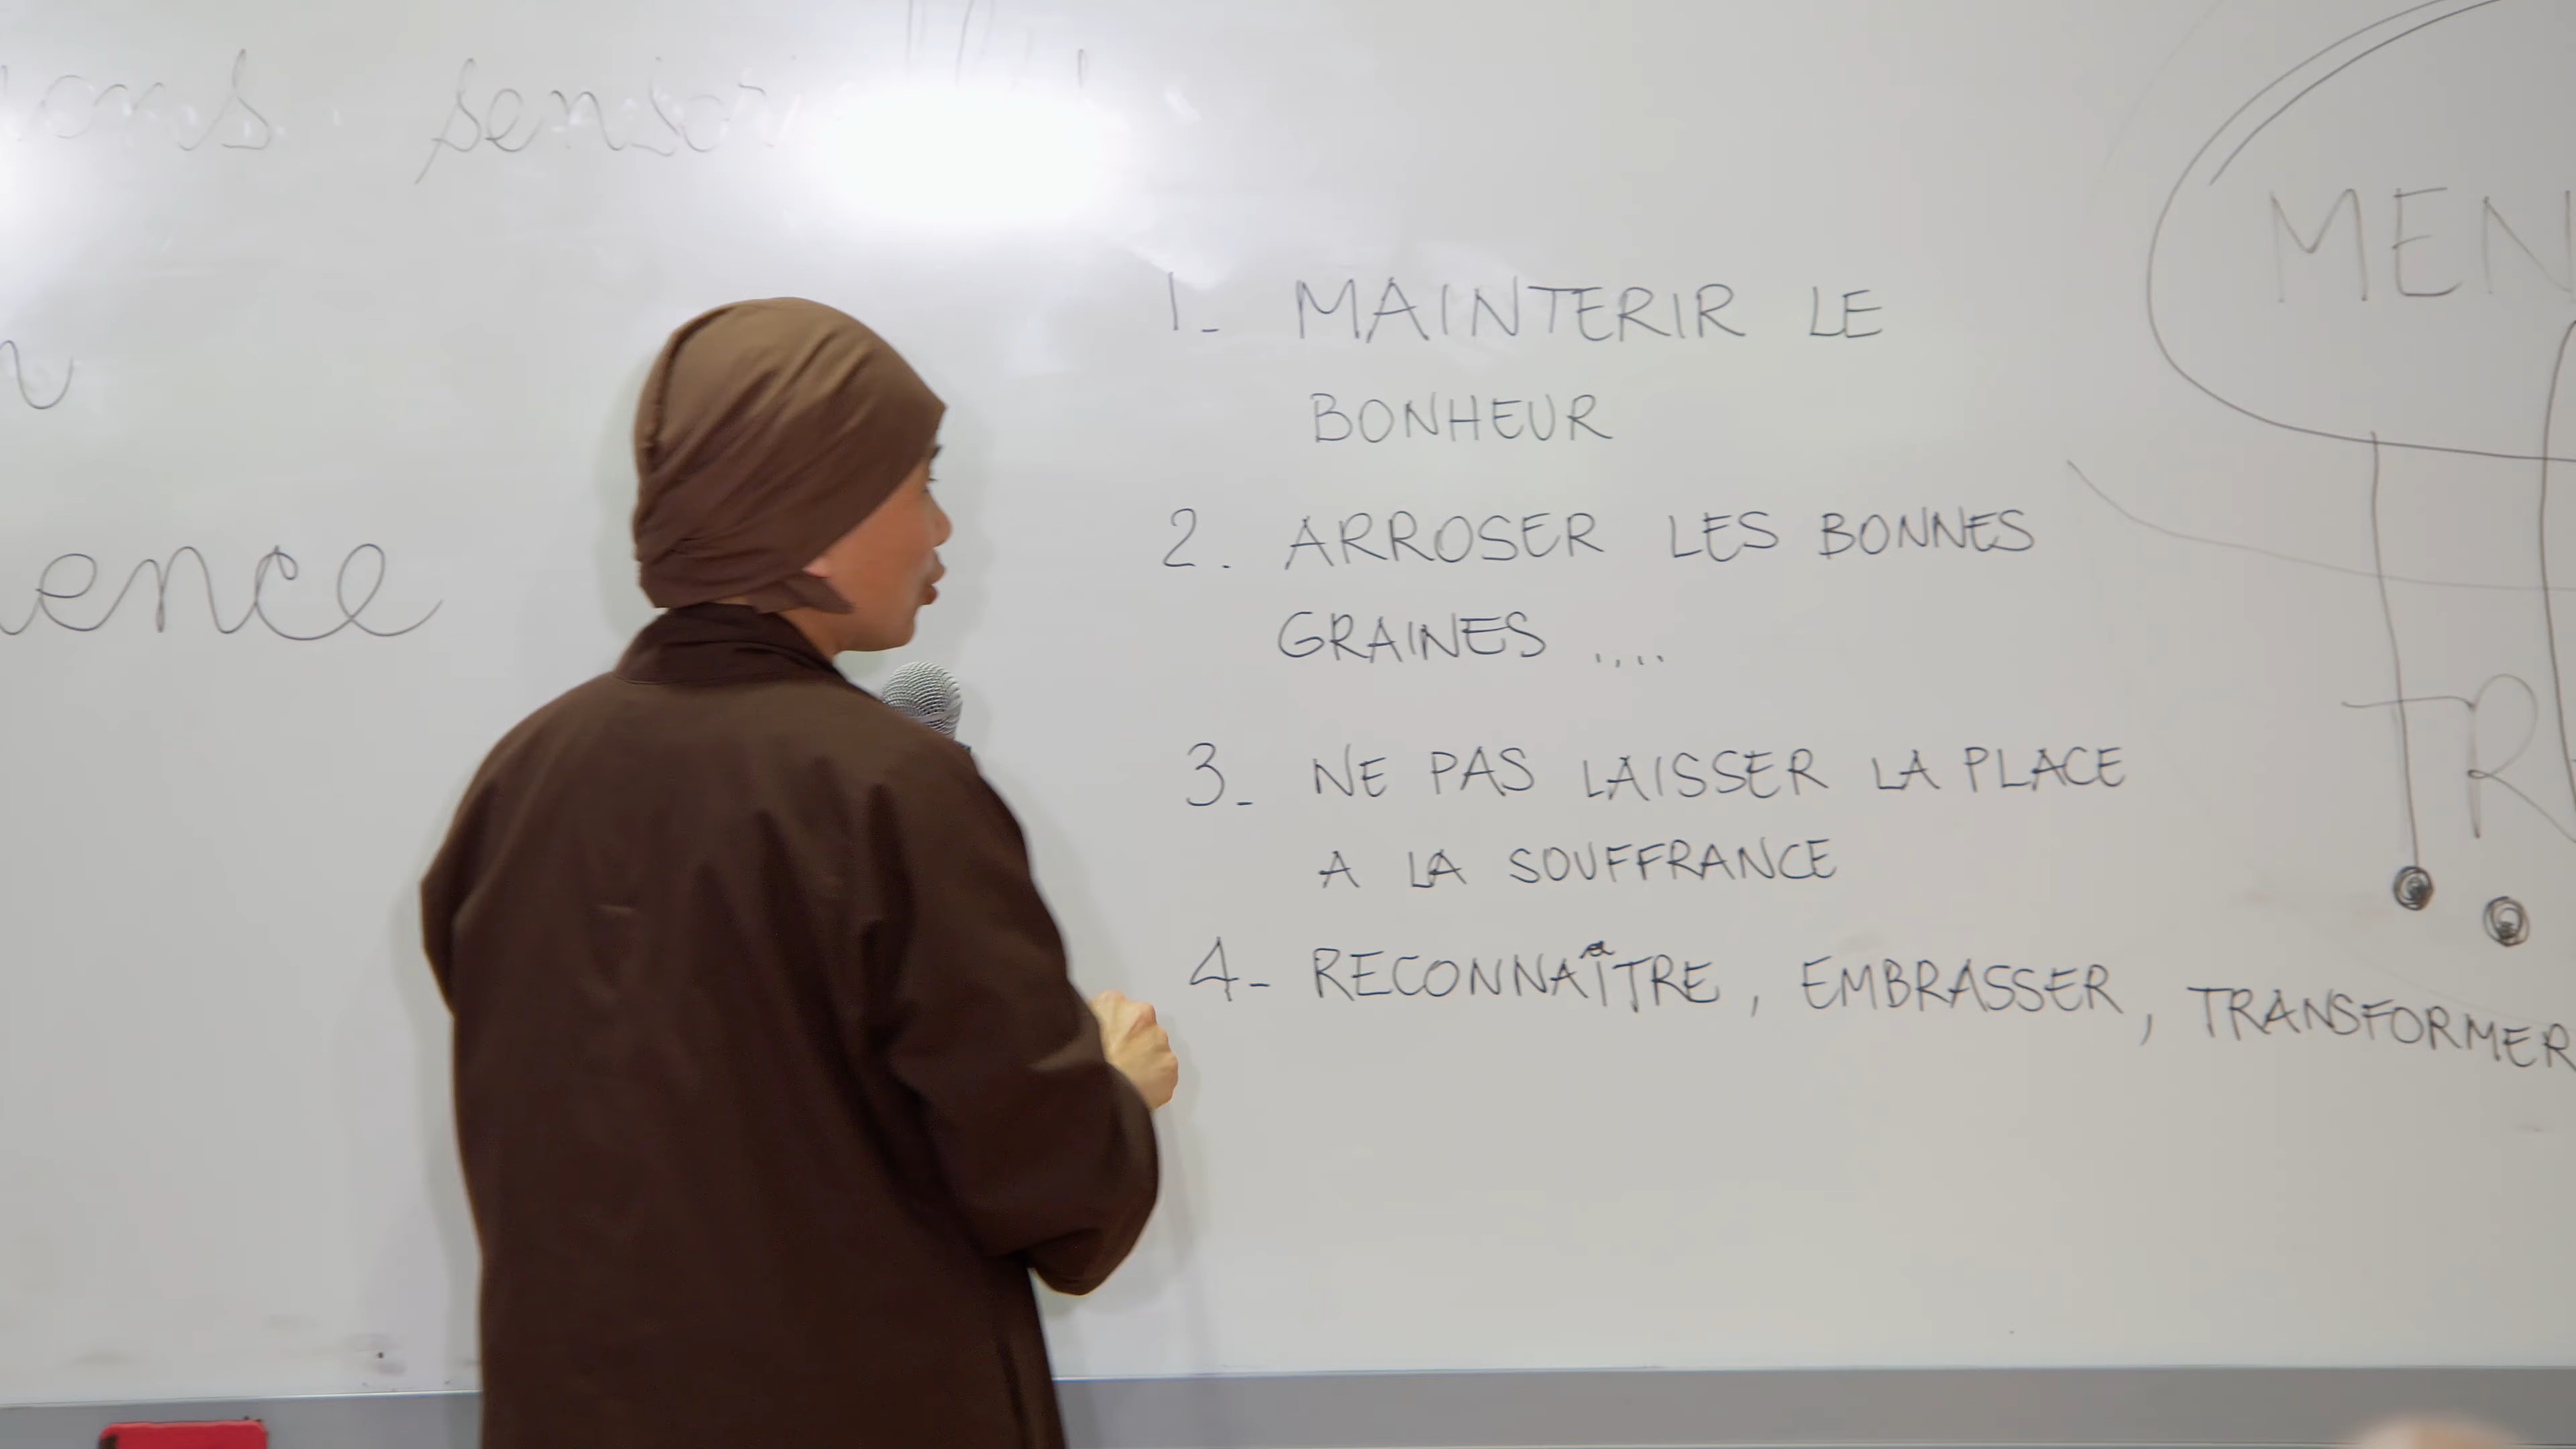 1- MAINTERIR LE
BONHEUR
2. ARROSER LES BONNES
GRAINES ....
3- NE PAS LAISSER LA PLACE
A LA SOUFFRANCE
4- RECONNAÎTRE, EMBRASSER, TRANSFORMER
ence
MEN
TR